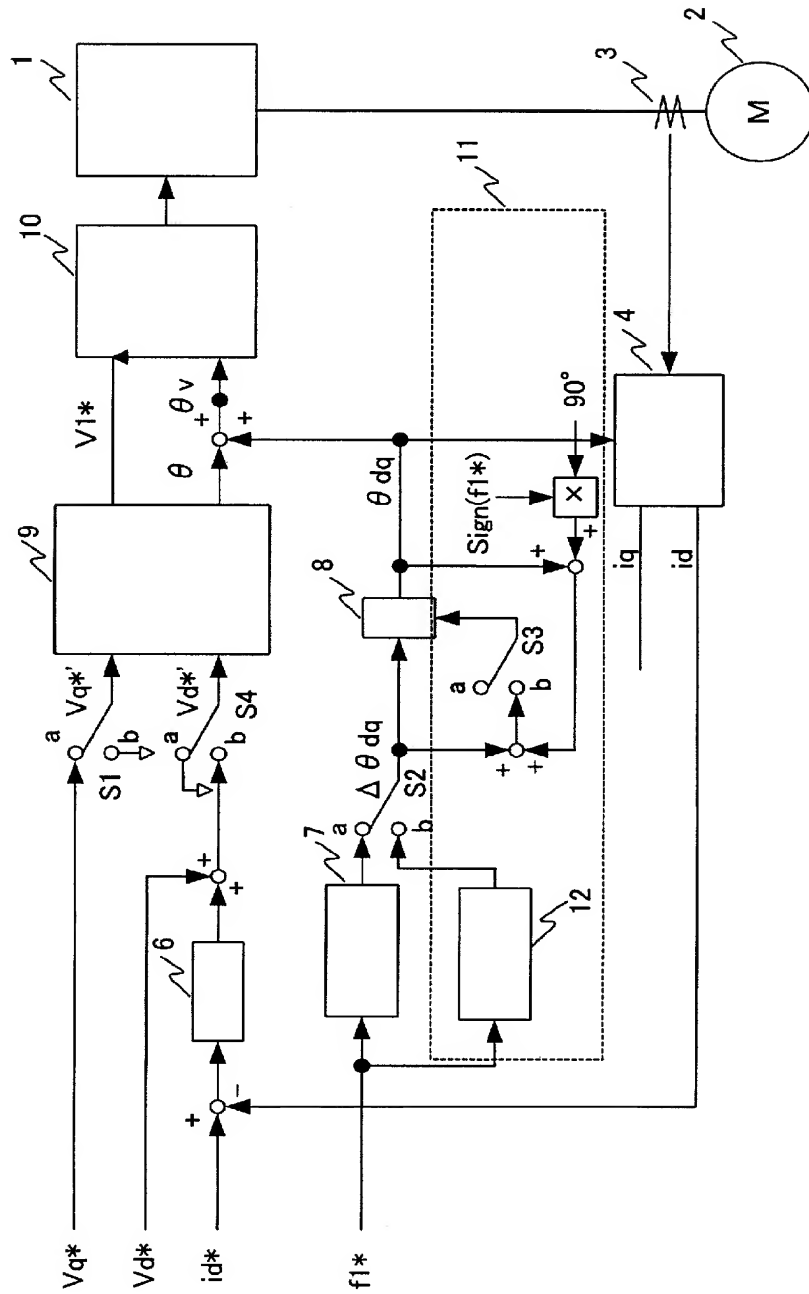 1
10
9
V1*
θ
θv
+
+
3
2
M
11
4
θdq
90°
Sign(f1*)
×
+
+
iq
id
8
S3
a
b
+
+
Δθdq
S2
a
b
7
12
Vq*'
a
b
S1
Vd*'
S4
a
b
+
+
6
+
−
Vq*
Vd*
id*
f1*